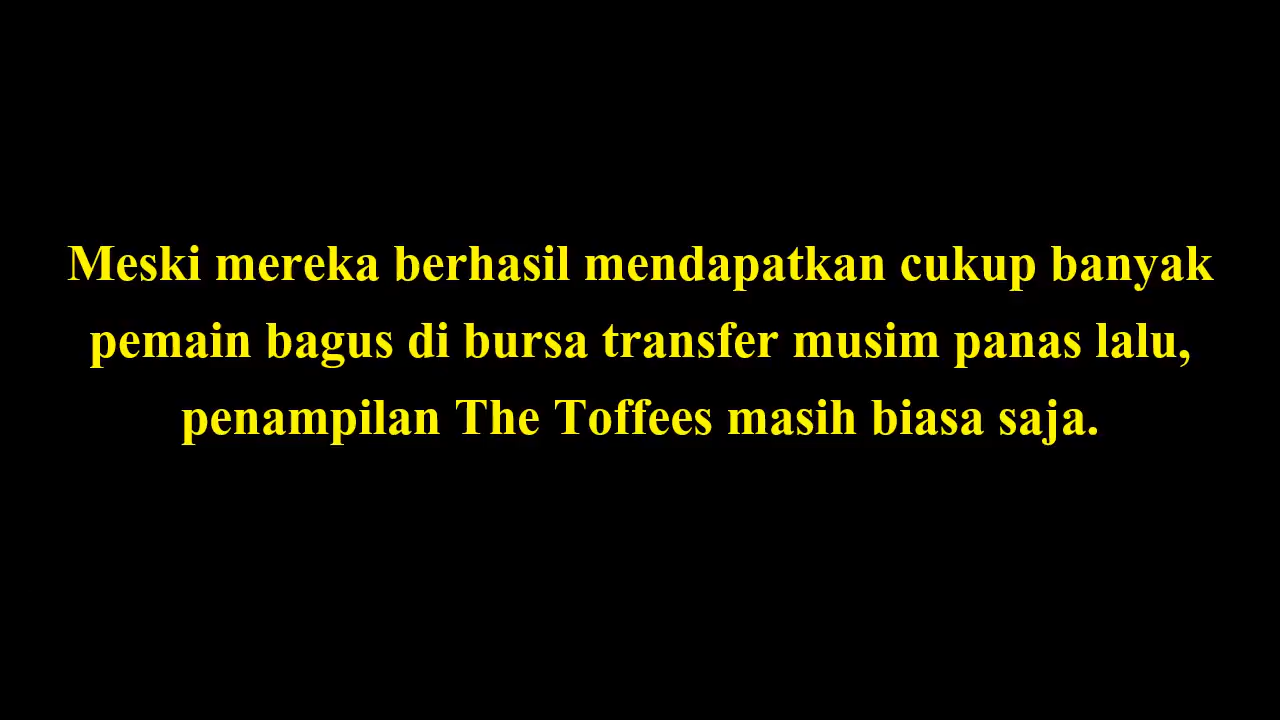 Meski mereka berhasil mendapatkan cukup banyak
pemain bagus di bursa transfer musim panas lalu,
penampilan The Toffees masih biasa saja.